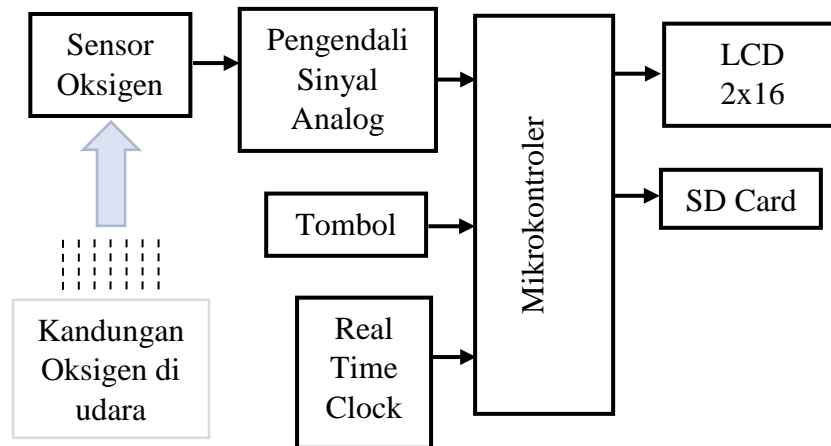 Sensor
Oksigen
Pengendali
Sinyal
Analog
Mikrokontroler
LCD
2x16
SD Card
Tombol
Real
Time
Clock
Kandungan
Oksigen di
udara